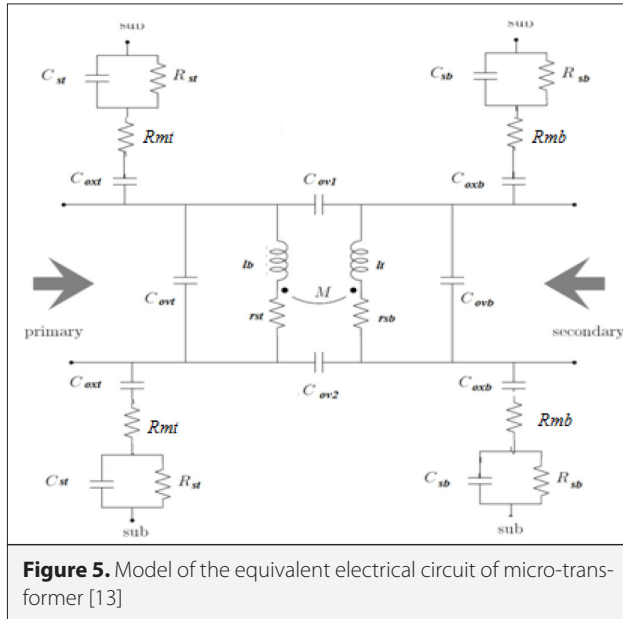 sub
sub
C st
R st
C sb
R sb
Rmt
Rmb
C oxt
C ov1
C oxb
lb
lt
M
C ovt
C ovb
primary
rst
rsb
secondary
C oxt
C ov2
C oxb
Rmt
Rmb
C st
R st
C sb
R sb
sub
sub
Figure 5. Model of the equivalent electrical circuit of micro-trans-
former [13]